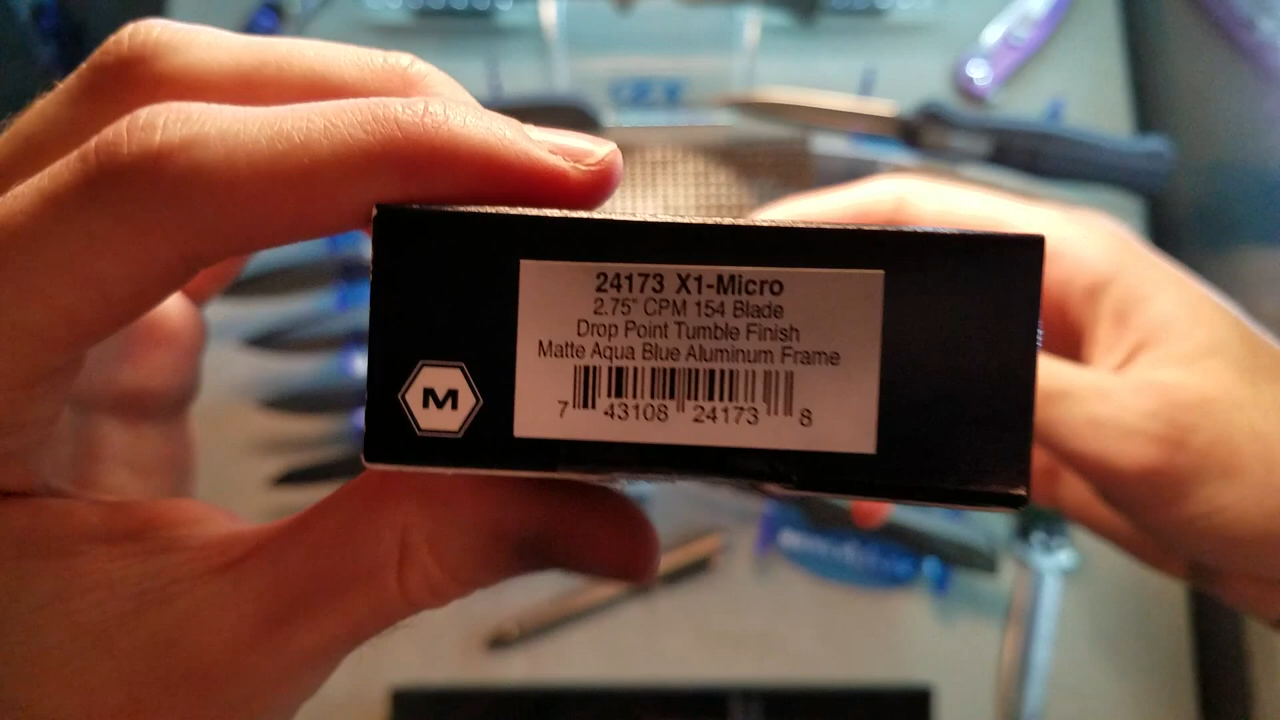 24173 X1-Micro
2.75" CPM 154 Blade
Drop Point Tumble Finish
Matte Aqua Blue Aluminum Frame
7 43108 24173 8
M